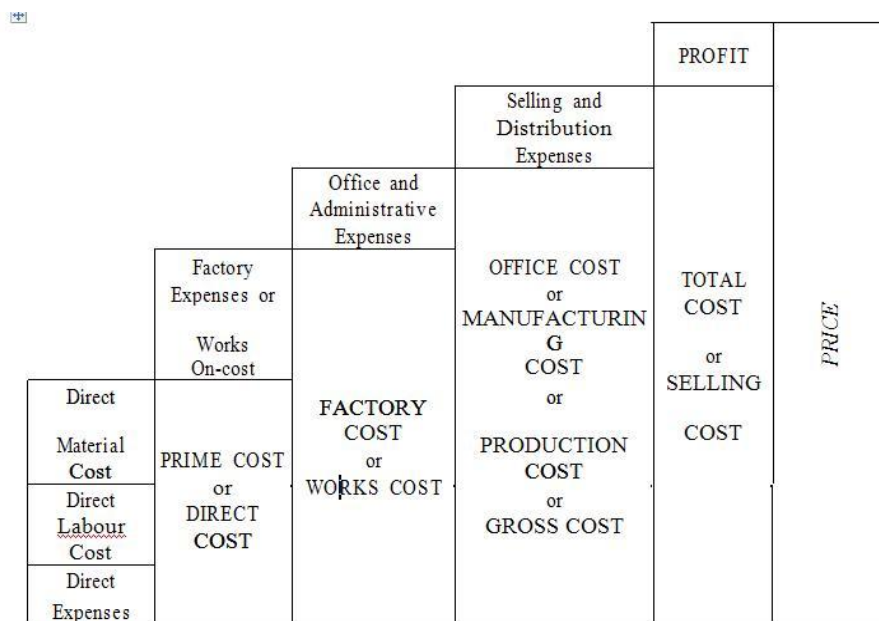 PROFIT
Selling and
Distribution
Expenses
Office and
Administrative
Expenses
Factory
Expenses or
Works
On-cost
Direct
Material
Cost
Direct
Labour
Cost
Direct
Expenses
PRIME COST
or
DIRECT
COST
FACTORY
COST
or
WORKS COST
OFFICE COST
or
MANUFACTURIN
G
COST
or
PRODUCTION
COST
or
GROSS COST
TOTAL
COST
or
SELLING
COST
PRICE